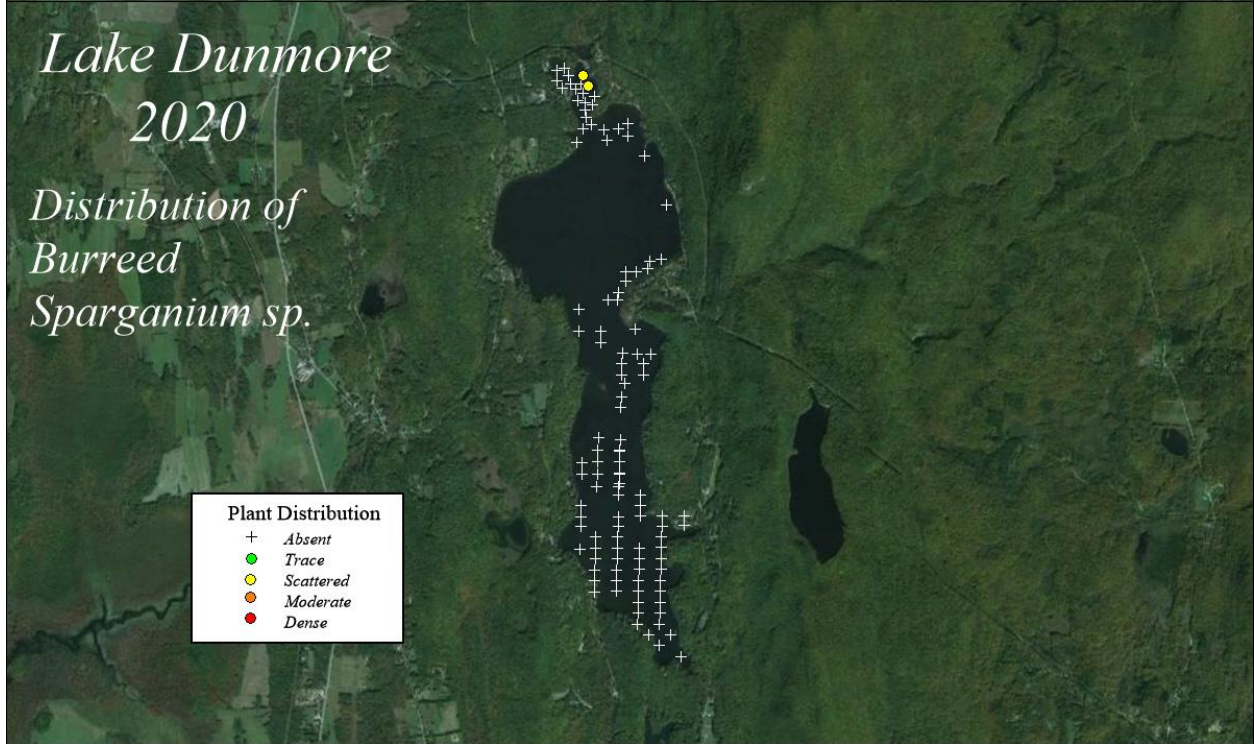 Lake Dunmore
2020
Distribution of
Burreed
Sparganium sp.
Plant Distribution
Absent
Trace
Scattered
Moderate
Dense